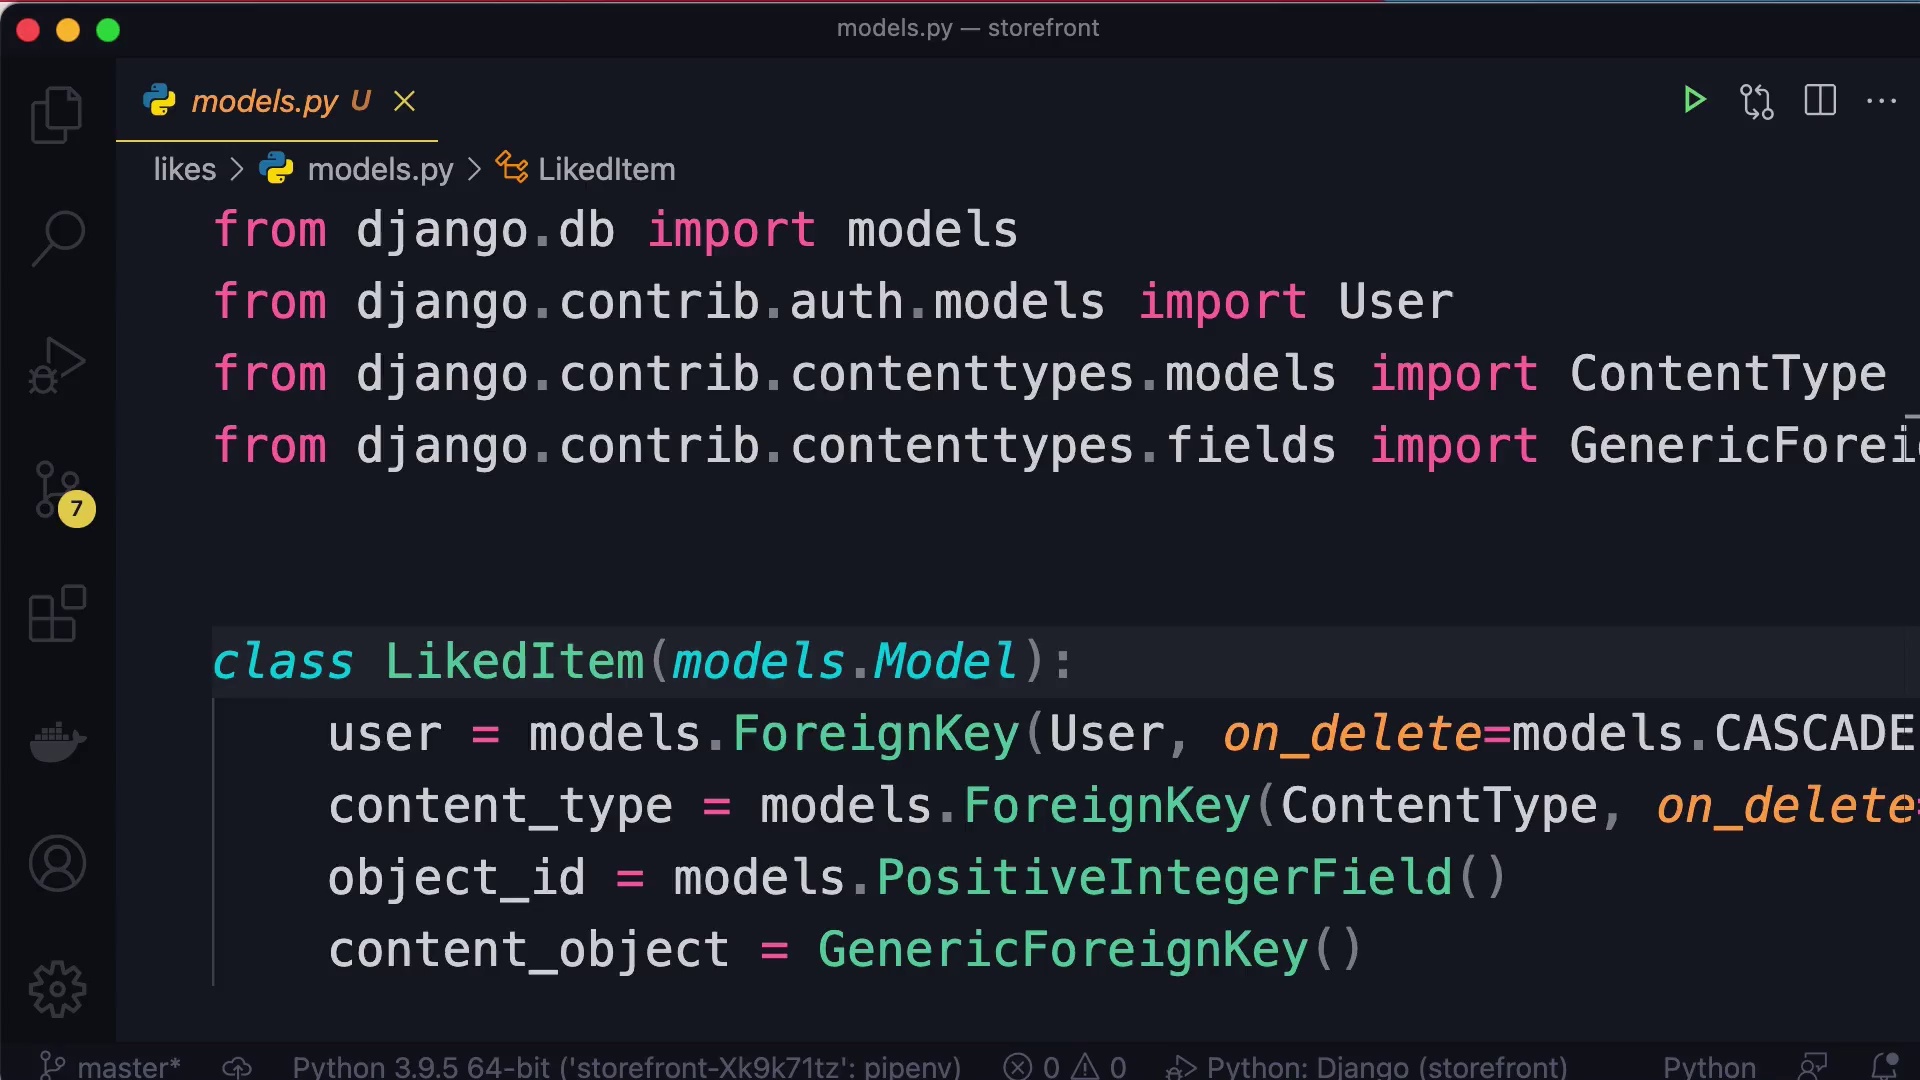 models.py — storefront
models.py U
likes > models.py > LikedItem
from django.db import models
from django.contrib.auth.models import User
from django.contrib.contenttypes.models import ContentType
from django.contrib.contenttypes.fields import GenericForei
7
class LikedItem(models.Model):
    user = models.ForeignKey(User, on_delete=models.CASCADE
    content_type = models.ForeignKey(ContentType, on_delete=
    object_id = models.PositiveIntegerField()
    content_object = GenericForeignKey()
master* Python 3.9.5 64-bit ('storefront-Xk9k71tz': pipenv) 0 0 Python: Django (storefront) Python